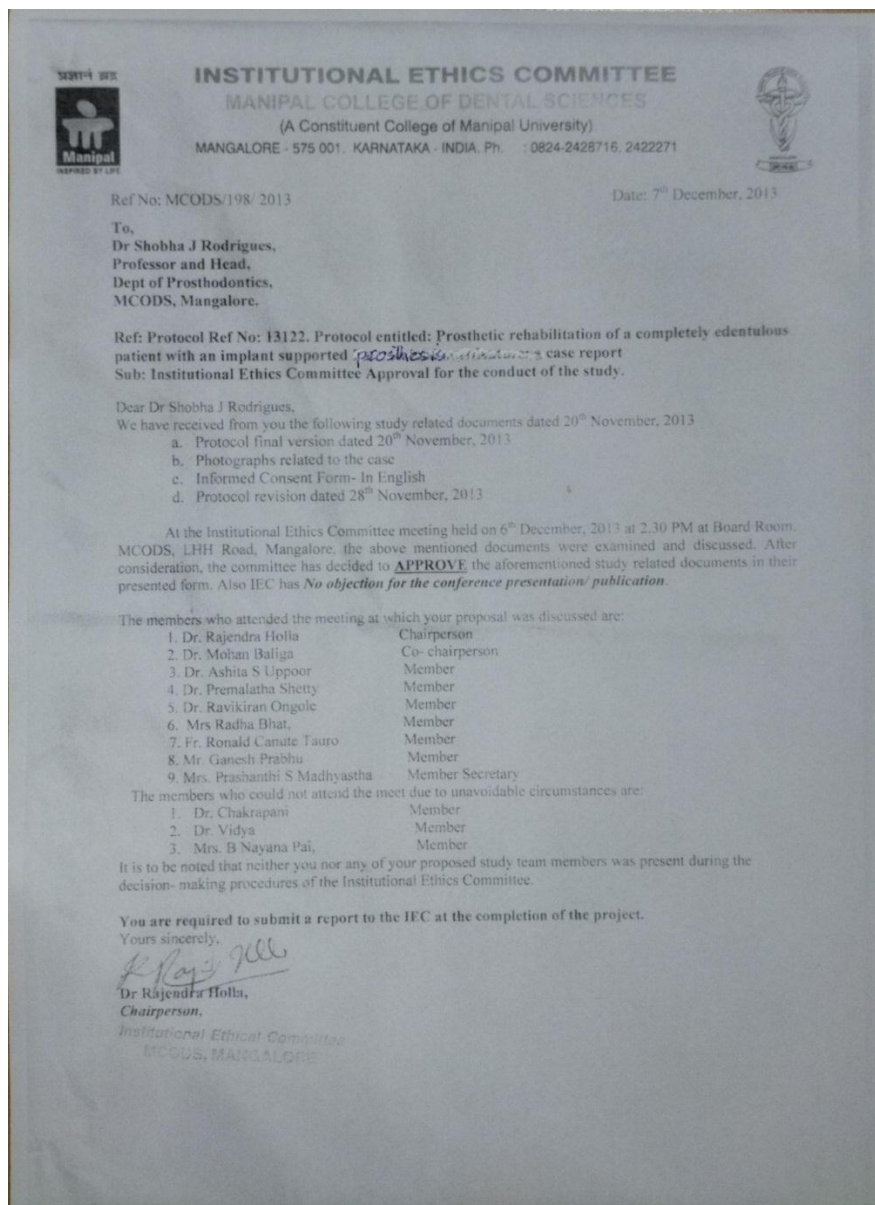 प्रज्ञानं ब्रह्म
Manipal
INSPIRED BY LIFE
INSTITUTIONAL ETHICS COMMITTEE
MANIPAL COLLEGE OF DENTAL SCIENCES
(A Constituent College of Manipal University)
MANGALORE - 575 001. KARNATAKA - INDIA. Ph. : 0824-2428716, 2422271
Ref No: MCODS/198/ 2013
Date: 7th December, 2013
To,
Dr Shobha J Rodrigues,
Professor and Head,
Dept of Prosthodontics,
MCODS, Mangalore.
Ref: Protocol Ref No: 13122. Protocol entitled: Prosthetic rehabilitation of a completely edentulous
patient with an implant supported prosthesis case report
Sub: Institutional Ethics Committee Approval for the conduct of the study.
Dear Dr Shobha J Rodrigues,
We have received from you the following study related documents dated 20th November, 2013
a. Protocol final version dated 20th November, 2013
b. Photographs related to the case
c. Informed Consent Form- In English
d. Protocol revision dated 28th November, 2013
At the Institutional Ethics Committee meeting held on 6th December, 2013 at 2.30 PM at Board Room,
MCODS, LHH Road, Mangalore, the above mentioned documents were examined and discussed. After
consideration, the committee has decided to APPROVE the aforementioned study related documents in their
presented form. Also IEC has No objection for the conference presentation/ publication.
The members who attended the meeting at which your proposal was discussed are:
1. Dr. Rajendra Holla Chairperson
2. Dr. Mohan Baliga Co- chairperson
3. Dr. Ashita S Uppoor Member
4. Dr. Premalatha Shetty Member
5. Dr. Ravikiran Ongole Member
6. Mrs Radha Bhat, Member
7. Fr. Ronald Canute Tauro Member
8. Mr. Ganesh Prabhu Member
9. Mrs. Prashanthi S Madhyastha Member Secretary
The members who could not attend the meet due to unavoidable circumstances are:
1. Dr. Chakrapani Member
2. Dr. Vidya Member
3. Mrs. B Nayana Pai, Member
It is to be noted that neither you nor any of your proposed study team members was present during the
decision- making procedures of the Institutional Ethics Committee.
You are required to submit a report to the IEC at the completion of the project.
Yours sincerely,
Dr Rajendra Holla,
Chairperson,
Institutional Ethical Committee
MCODS, MANGALORE